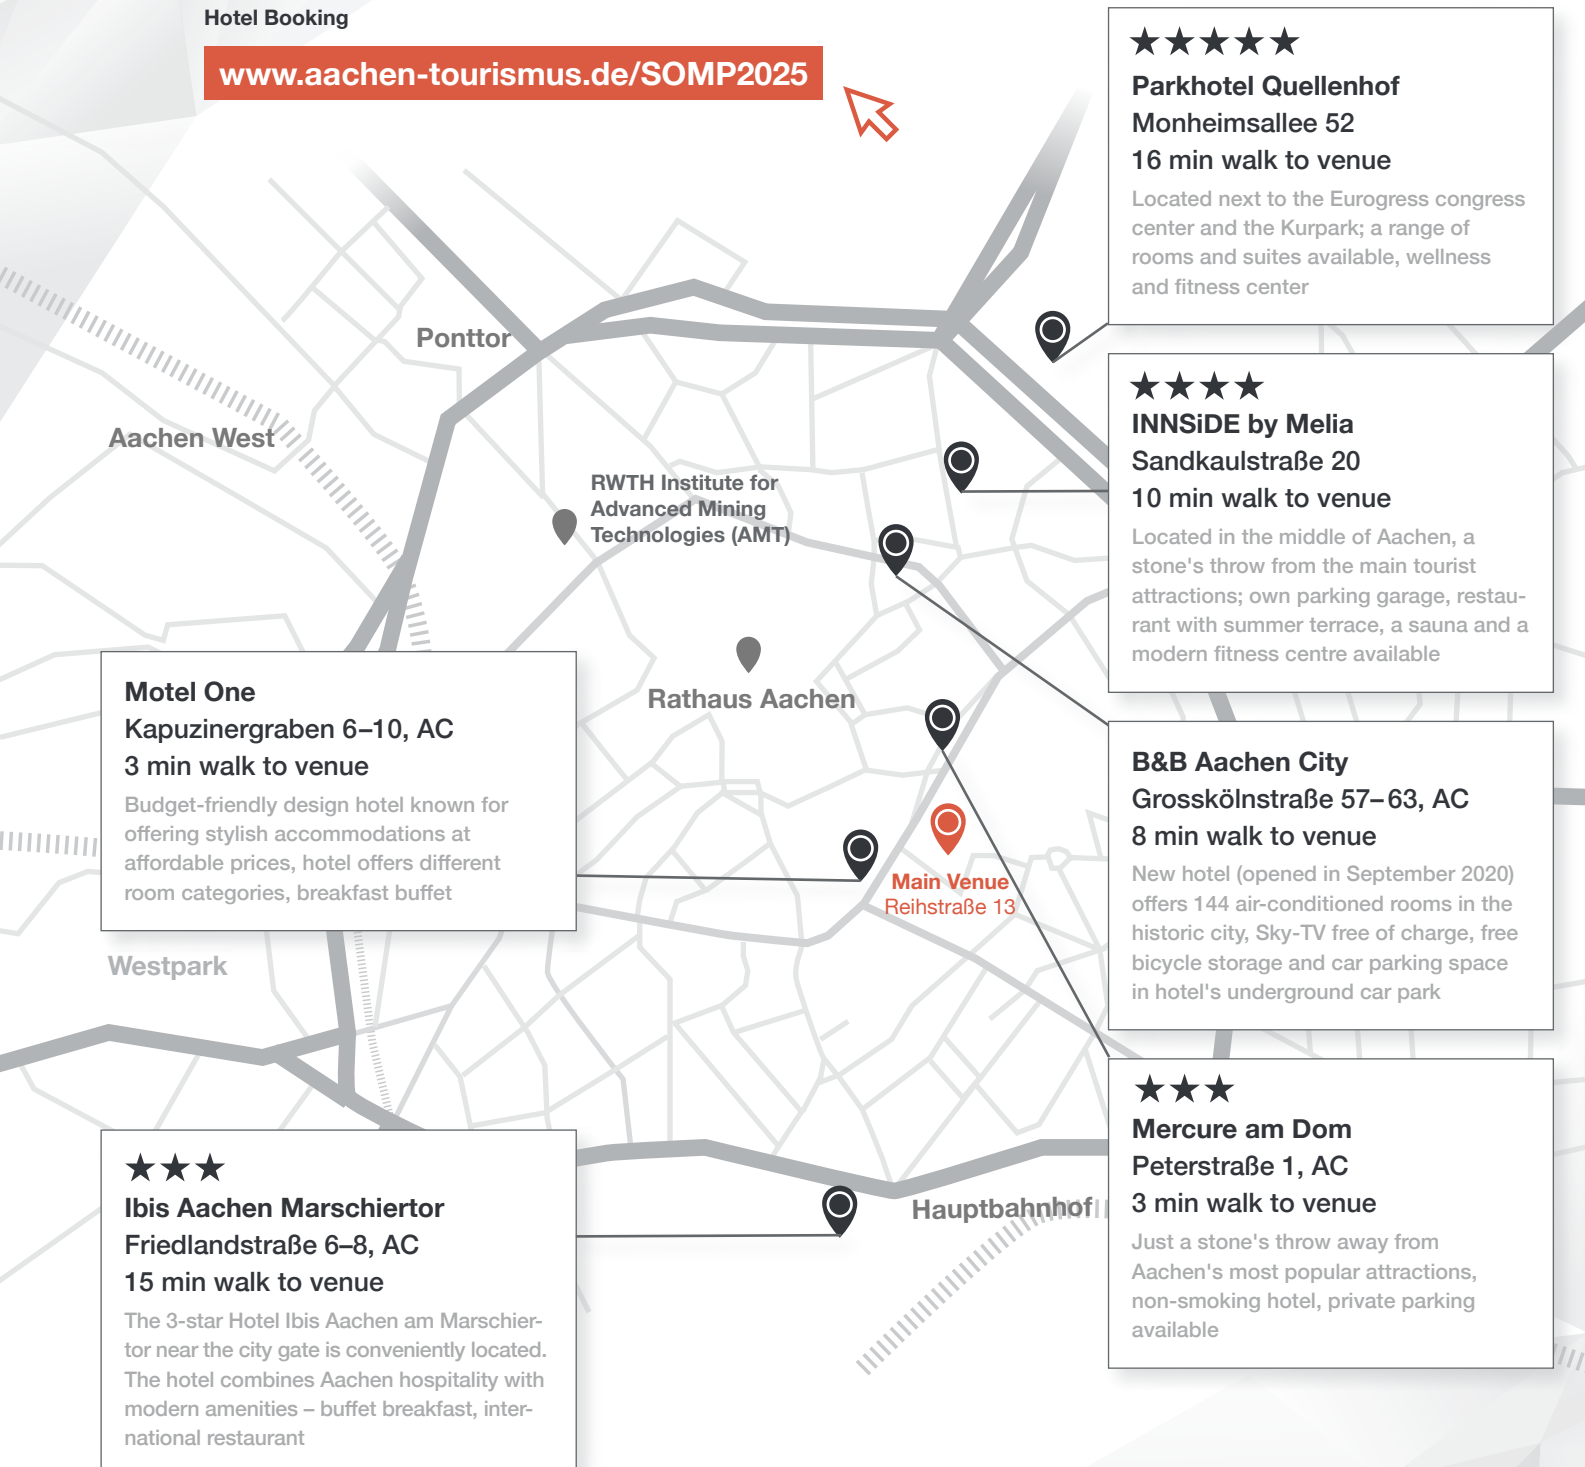 Hotel Booking
www.aachen-tourismus.de/SOMP2025
★★★★★
Parkhotel Quellenhof
Monheimsallee 52
16 min walk to venue
Located next to the Eurogress congress
center and the Kurpark; a range of
rooms and suites available, wellness
and fitness center
★★★★
INNSiDE by Melia
Sandkaulstraße 20
10 min walk to venue
Located in the middle of Aachen, a
stone's throw from the main tourist
attractions; own parking garage, restau-
rant with summer terrace, a sauna and a
modern fitness centre available
B&B Aachen City
Grosskölnstraße 57–63, AC
8 min walk to venue
New hotel (opened in September 2020)
offers 144 air-conditioned rooms in the
historic city, Sky-TV free of charge, free
bicycle storage and car parking space
in hotel's underground car park
★★★
Mercure am Dom
Peterstraße 1, AC
3 min walk to venue
Just a stone's throw away from
Aachen's most popular attractions,
non-smoking hotel, private parking
available
Ponttor
Aachen West
RWTH Institute for
Advanced Mining
Technologies (AMT)
Rathaus Aachen
Main Venue
Reihstraße 13
Motel One
Kapuzinergraben 6–10, AC
3 min walk to venue
Budget-friendly design hotel known for
offering stylish accommodations at
affordable prices, hotel offers different
room categories, breakfast buffet
Westpark
Hauptbahnhof
★★★
Ibis Aachen Marschiertor
Friedlandstraße 6–8, AC
15 min walk to venue
The 3-star Hotel Ibis Aachen am Marschier-
tor near the city gate is conveniently located.
The hotel combines Aachen hospitality with
modern amenities – buffet breakfast, inter-
national restaurant